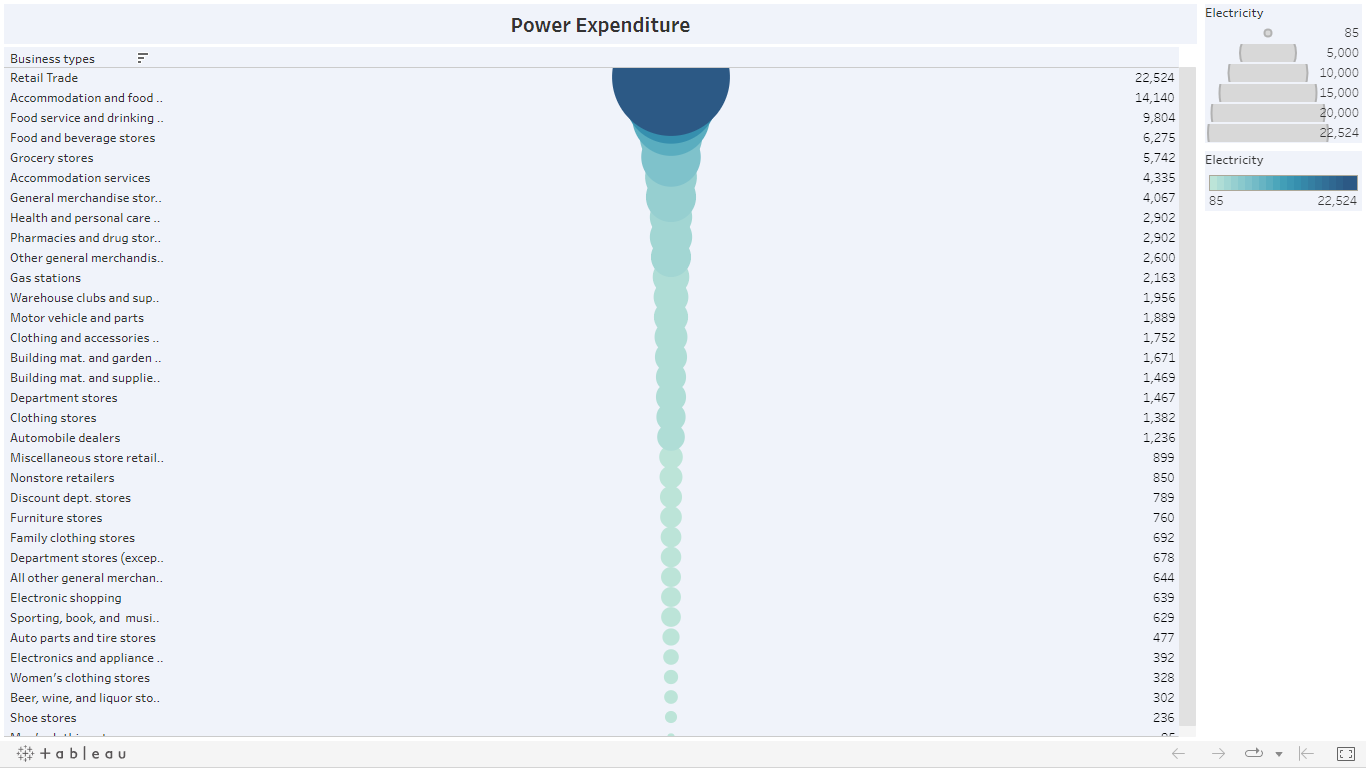 Power Expenditure
Business types
Retail Trade 22,524
Accommodation and food .. 14,140
Food service and drinking .. 9,804
Food and beverage stores 6,275
Grocery stores 5,742
Accommodation services 4,335
General merchandise stor.. 4,067
Health and personal care .. 2,902
Pharmacies and drug stor.. 2,902
Other general merchandis.. 2,600
Gas stations 2,163
Warehouse clubs and sup.. 1,956
Motor vehicle and parts 1,889
Clothing and accessories .. 1,752
Building mat. and garden .. 1,671
Building mat. and supplie.. 1,469
Department stores 1,467
Clothing stores 1,382
Automobile dealers 1,236
Miscellaneous store retail.. 899
Nonstore retailers 850
Discount dept. stores 789
Furniture stores 760
Family clothing stores 692
Department stores (excep.. 678
All other general merchan.. 644
Electronic shopping 639
Sporting, book, and  musi.. 629
Auto parts and tire stores 477
Electronics and appliance .. 392
Women's clothing stores 328
Beer, wine, and liquor sto.. 302
Shoe stores 236
Electricity
85
5,000
10,000
15,000
20,000
22,524
Electricity
85 22,524
tableau